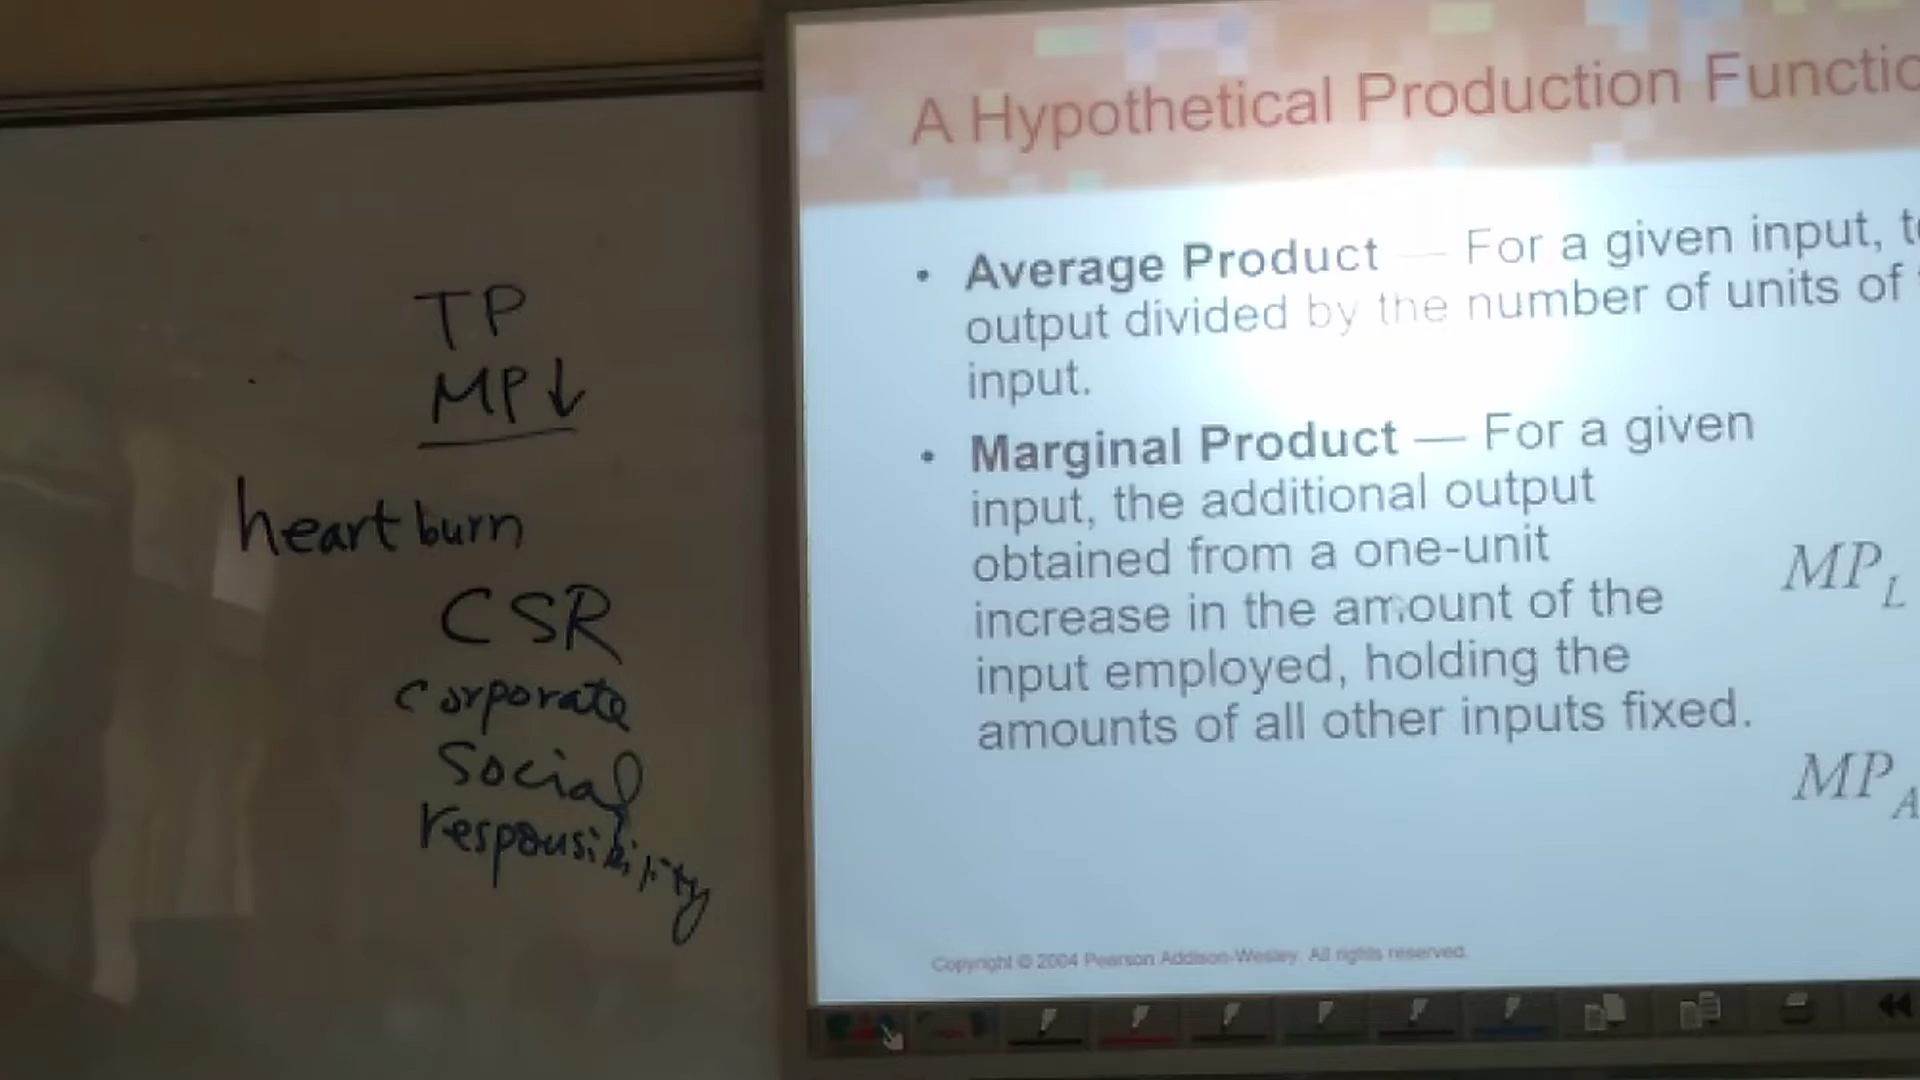 TP
MP↓
heart burn
CSR
corporate
Social
responsibility
A Hypothetical Production
• Average Product — For a given input,
output divided by the number of units of
input.
• Marginal Product — For a given
input, the additional output
obtained from a one-unit
increase in the amount of the
input employed, holding the
amounts of all other inputs fixed.
MP L
MP A
Copyright © 2004 Pearson Addison-Wesley. All rights reserved.